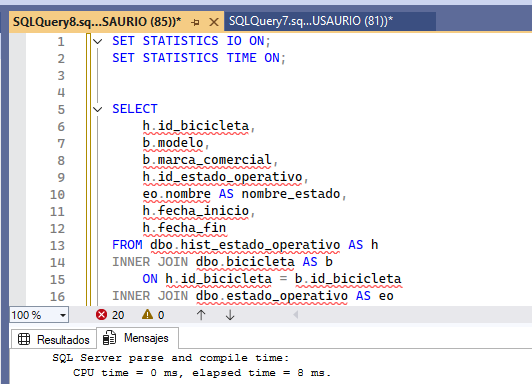 SQLQuery8.sq...SAURIO (85))*
SQLQuery7.sq...USAURIO (81))*
1 SET STATISTICS IO ON;
2 SET STATISTICS TIME ON;
3
4
5 SELECT
6 h.id_bicicleta,
7 b.modelo,
8 b.marca_comercial,
9 h.id_estado_operativo,
10 eo.nombre AS nombre_estado,
11 h.fecha_inicio,
12 h.fecha_fin
13 FROM dbo.hist_estado_operativo AS h
14 INNER JOIN dbo.bicicleta AS b
15 ON h.id_bicicleta = b.id_bicicleta
16 INNER JOIN dbo.estado_operativo AS eo
100 % 20 0
Resultados Mensajes
SQL Server parse and compile time:
CPU time = 0 ms, elapsed time = 8 ms.